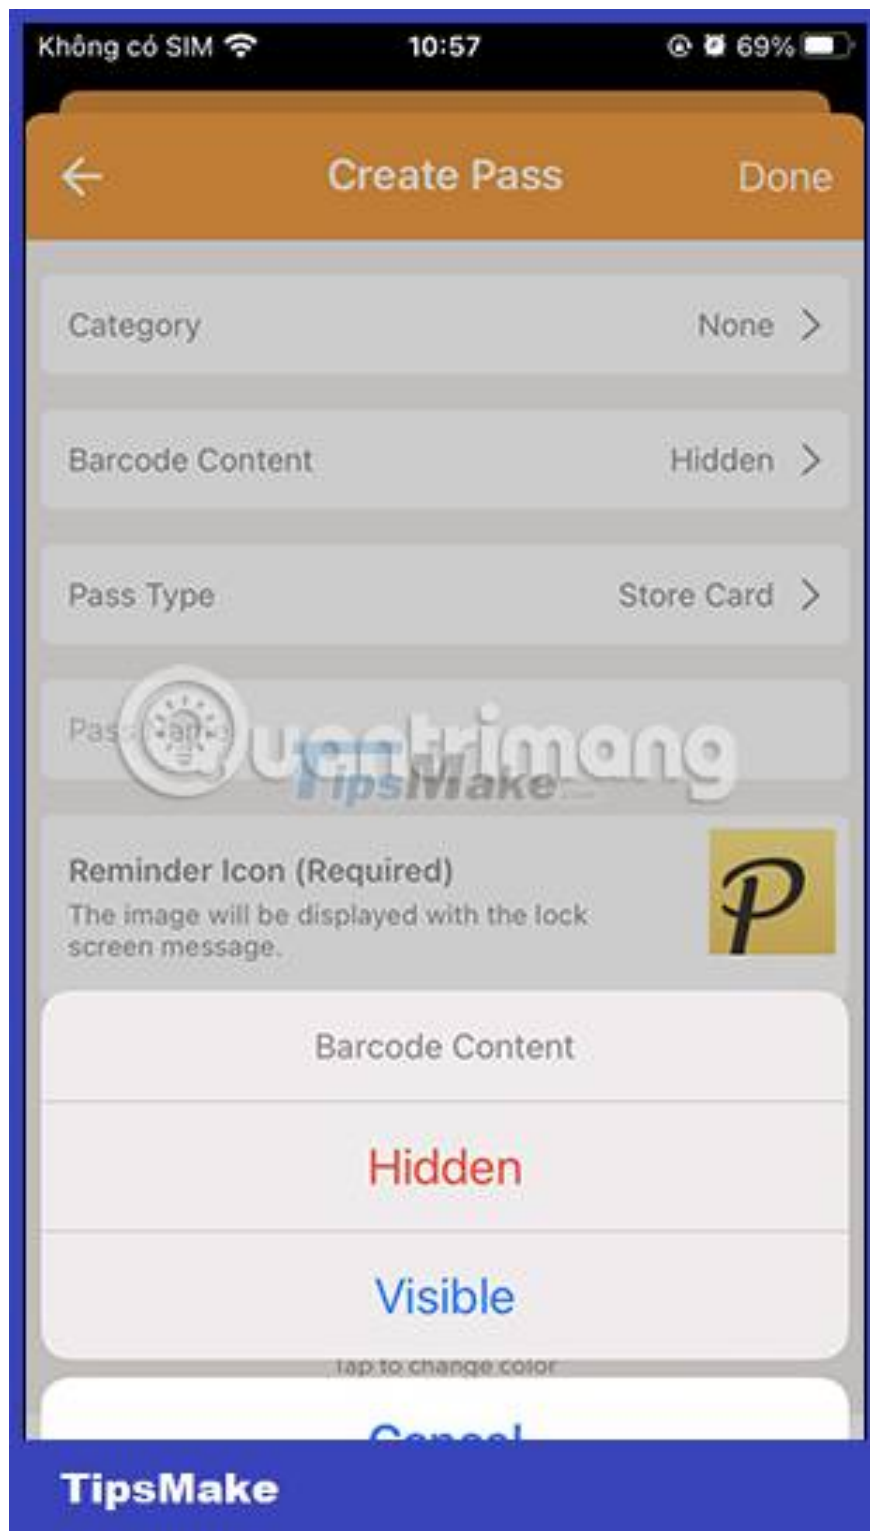 Không có SIM 10:57 69%
Create Pass Done
Category None
Barcode Content Hidden
Pass Type Store Card
Quantrimang
TipsMake
Reminder Icon (Required)
The image will be displayed with the lock
screen message.
P
Barcode Content
Hidden
Visible
Tap to change color
Cancel
TipsMake